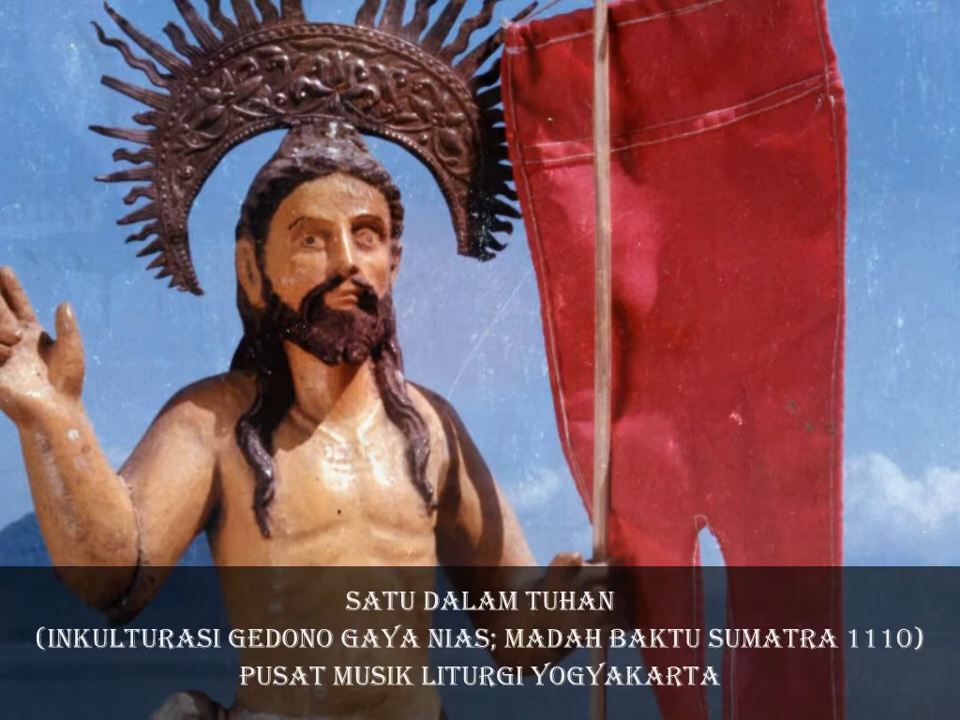 SATU DALAM TUHAN
(INKULTURASI GEDONO GAYA NIAS; MADAH BAKTU SUMATRA 1110)
PUSAT MUSIK LITURGI YOGYAKARTA